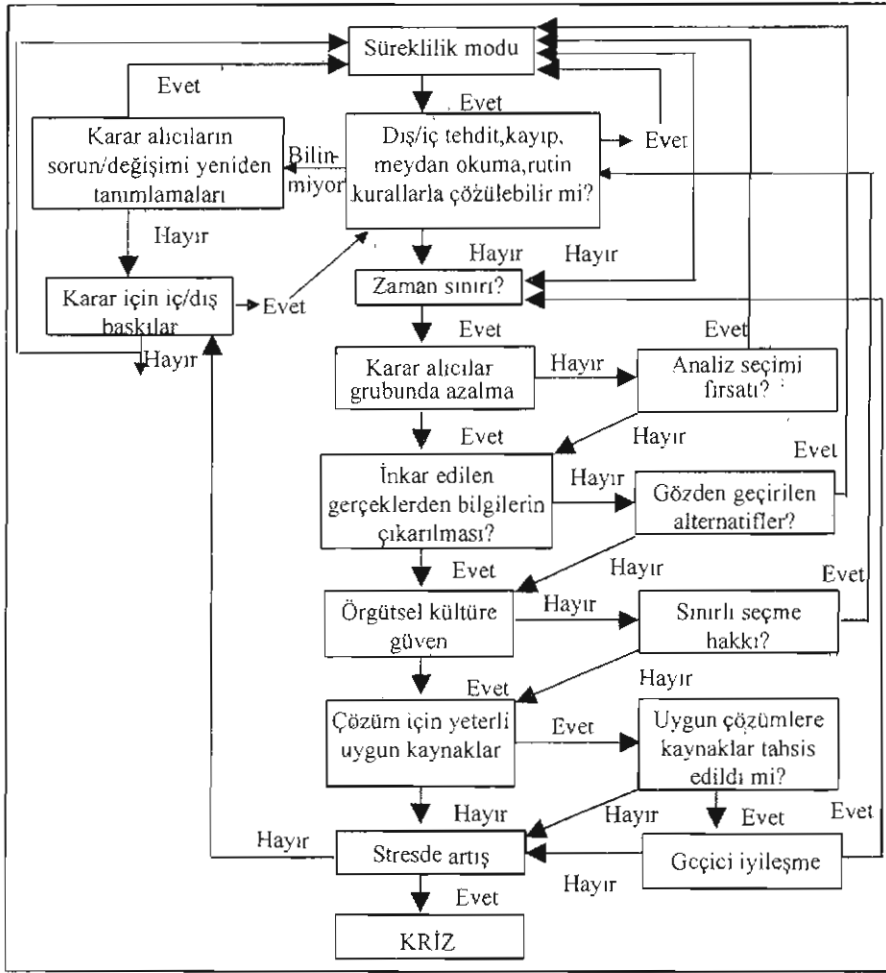 Süreklilik modu
Evet
Evet
Karar alıcıların
sorun/değişimi yeniden
tanımlamaları
Bilin-
miyor
Dış/iç tehdit,kayıp,
meydan okuma,rutin
kurallarla çözülebilir mi?
Evet
Hayır
Hayır
Hayır
Karar için iç/dış
baskılar
Evet
Zaman sınırı?
Hayır
Evet
Evet
Karar alıcılar
grubunda azalma
Hayır
Analiz seçimi
fırsatı?
Evet
Hayır
Evet
İnkar edilen
gerçeklerden bilgilerin
çıkarılması?
Hayır
Gözden geçirilen
alternatifler?
Evet
Hayır
Evet
Örgütsel kültüre
güven
Hayır
Sınırlı seçme
hakkı?
Evet
Hayır
Çözüm için yeterli
uygun kaynaklar
Evet
Uygun çözümlere
kaynaklar tahsis
edildi mi?
Hayır
Hayır
Evet
Evet
Hayır
Stresde artış
Hayır
Geçici iyileşme
Evet
KRİZ